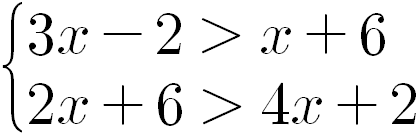 3x − 2 > x + 6
2x + 6 > 4x + 2